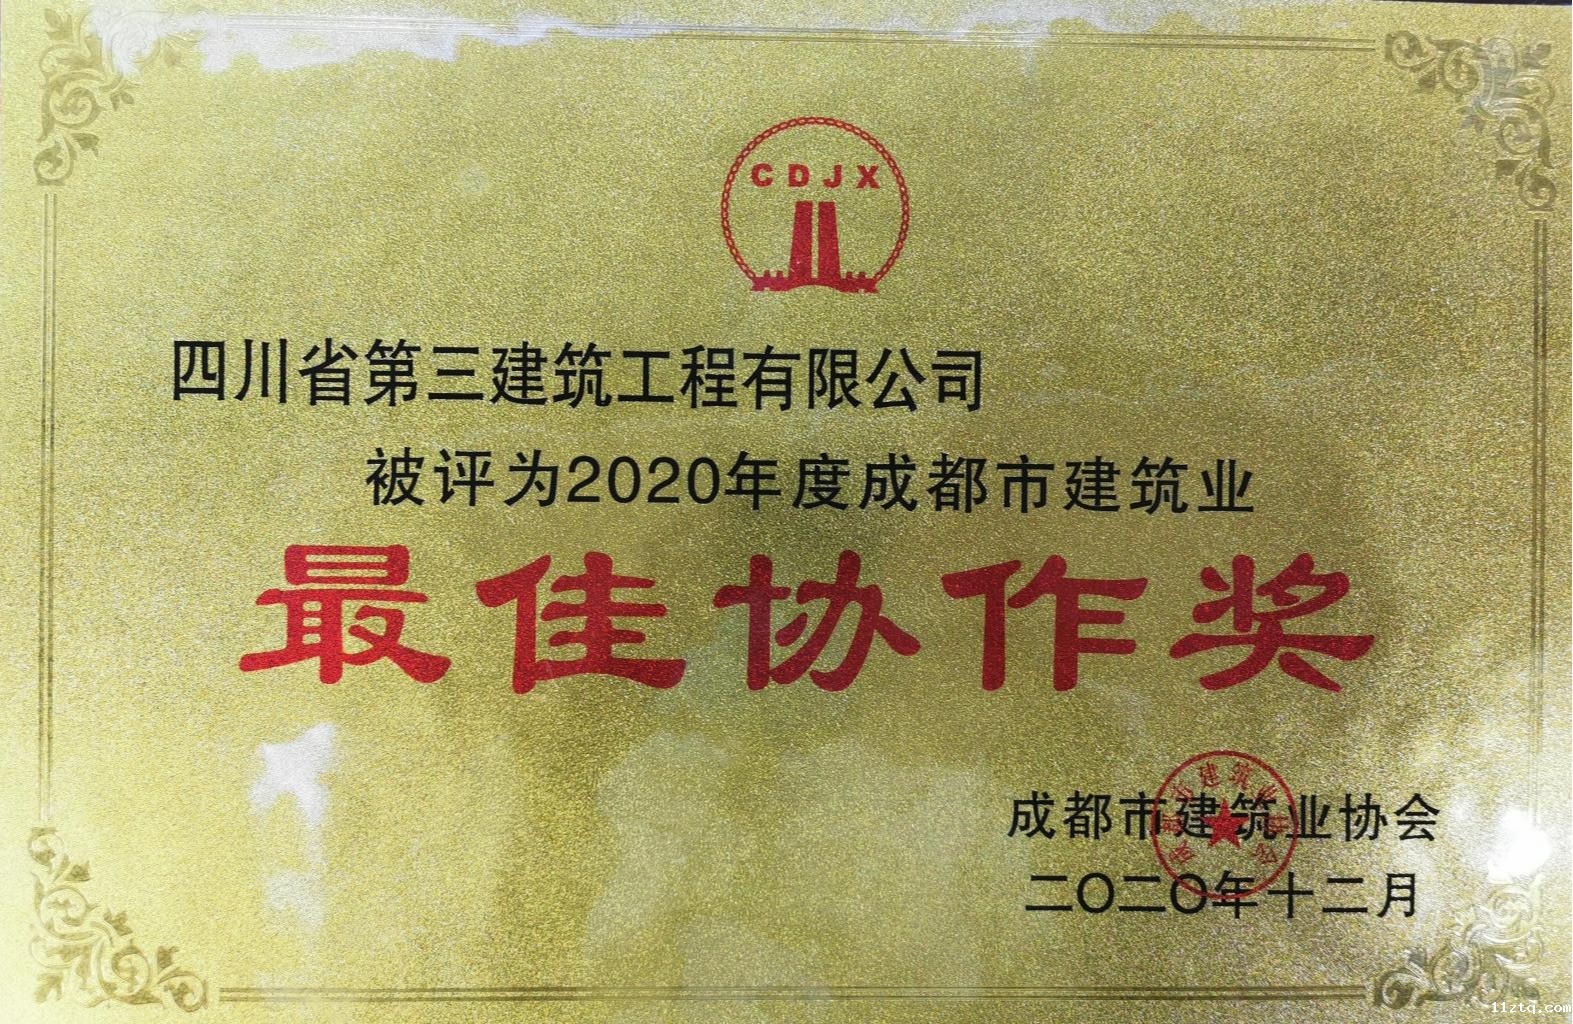 CDJX
四川省第三建筑工程有限公司
被评为2020年度成都市建筑业
最佳协作奖
成都市建筑业协会
二〇二〇年十二月
11ztq.com